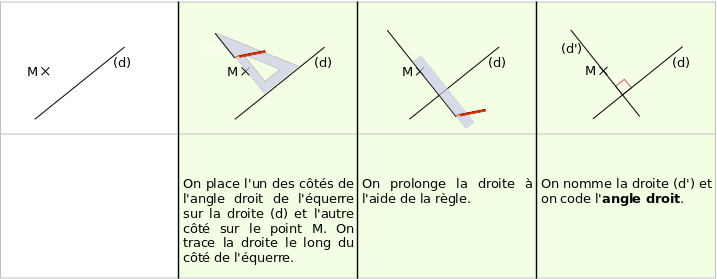 M
(d)
M
(d)
M
(d)
(d')
M
(d)
On place l'un des côtés de
l'angle droit de l'équerre
sur la droite (d) et l'autre
côté sur le point M. On
trace la droite le long du
côté de l'équerre.
On prolonge la droite à
l'aide de la règle.
On nomme la droite (d') et
on code l'angle droit.